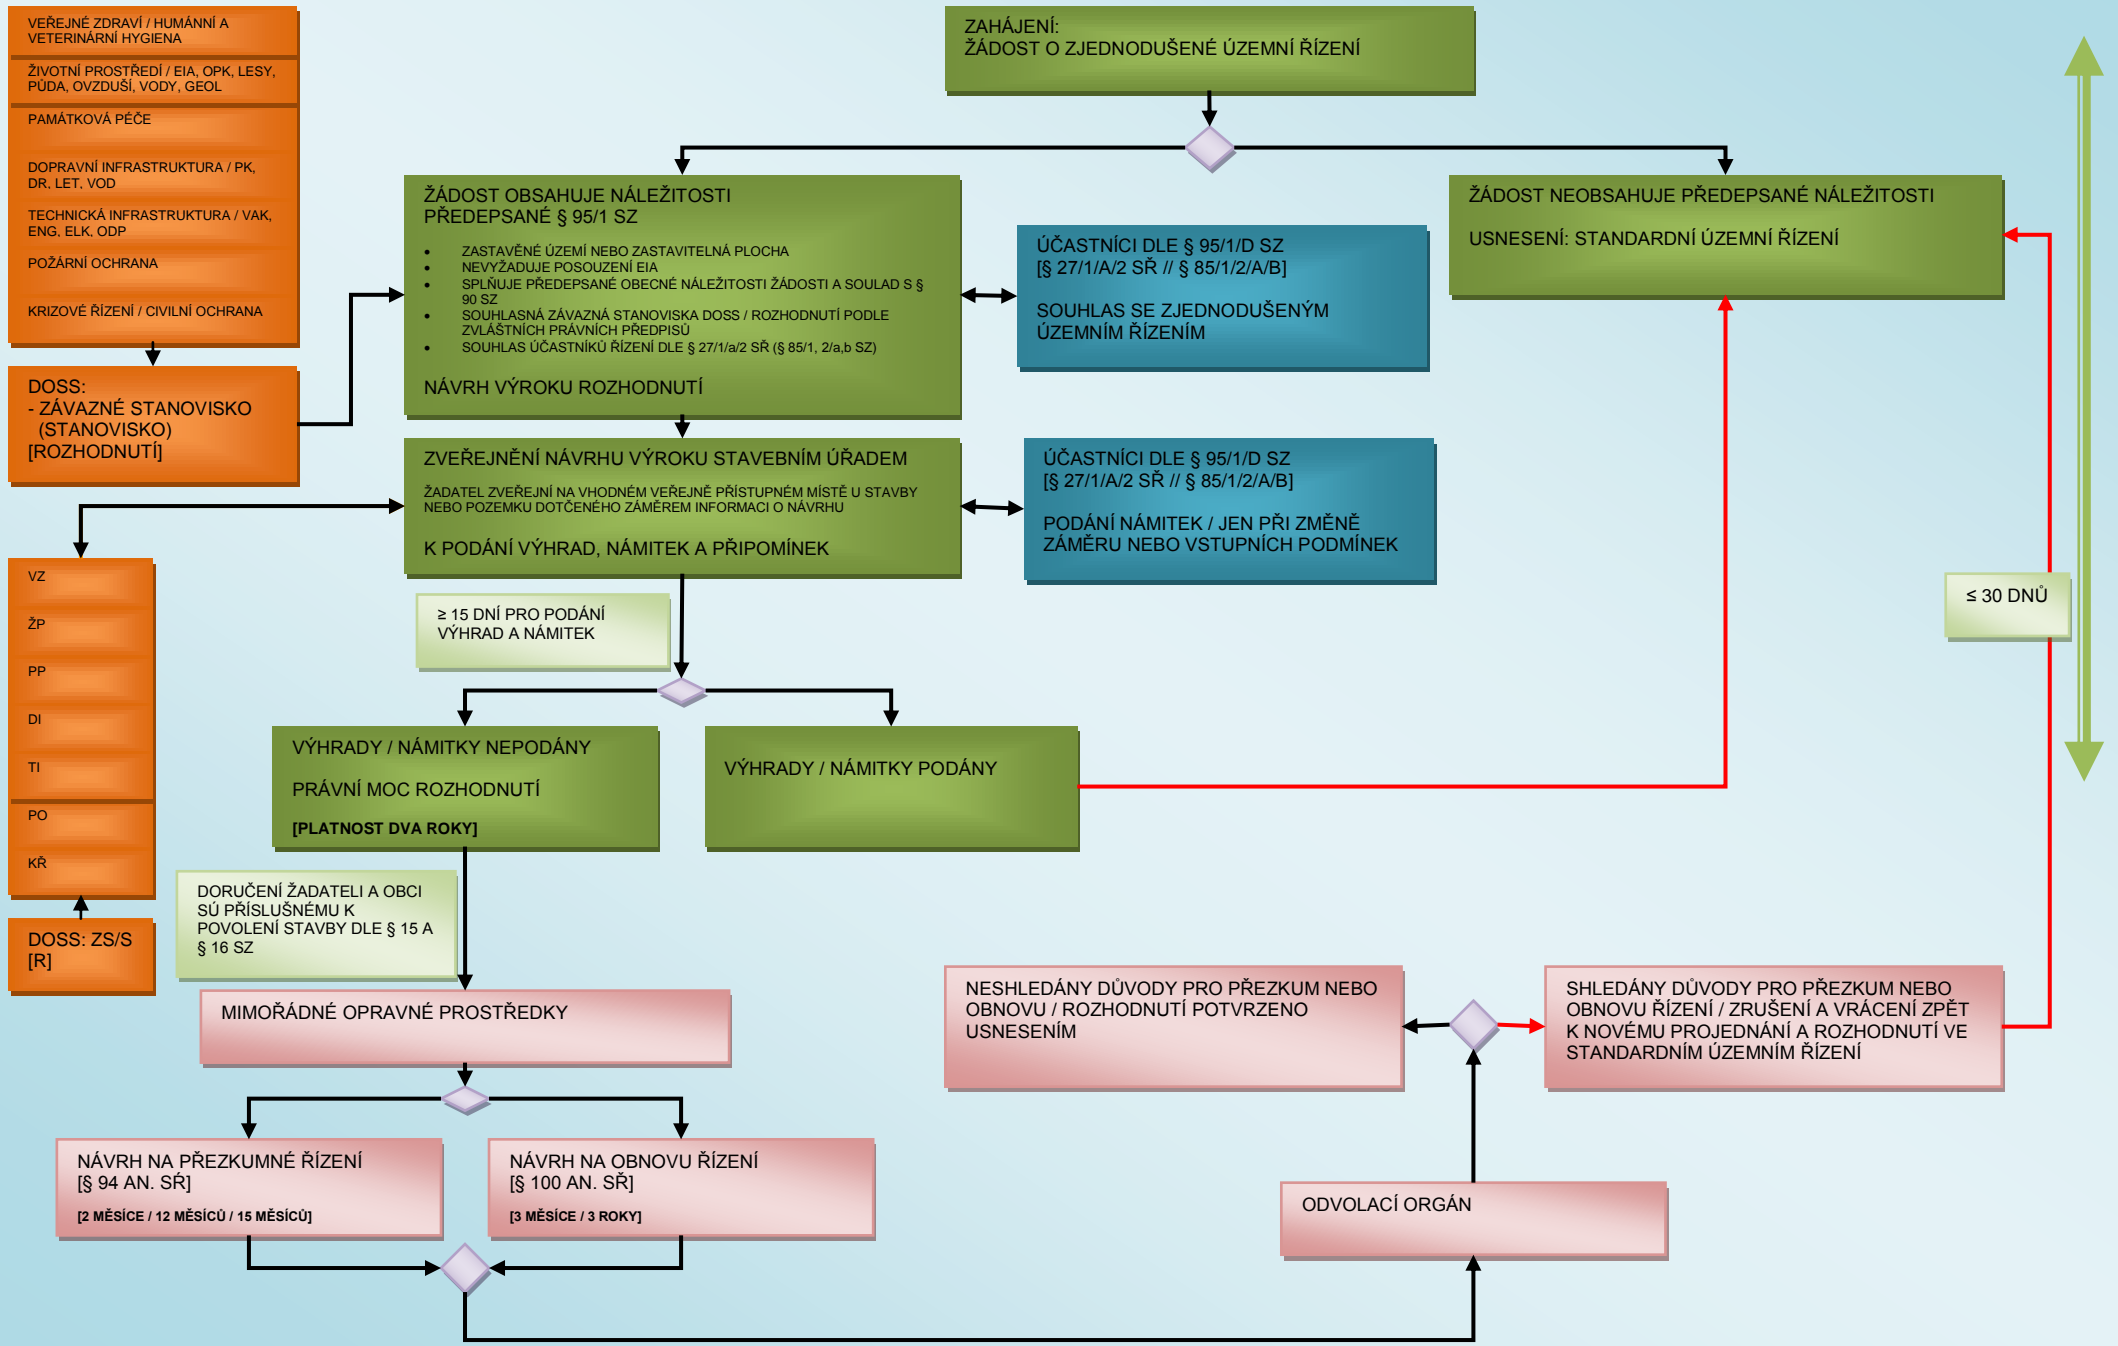 VEŘEJNÉ ZDRAVÍ / HUMÁNNÍ A
VETERINÁRNÍ HYGIENA
ŽIVOTNÍ PROSTŘEDÍ / EIA, OPK, LESY,
PŮDA, OVZDUŠÍ, VODY, GEOL
PAMÁTKOVÁ PÉČE
DOPRAVNÍ INFRASTRUKTURA / PK,
DR, LET, VOD
TECHNICKÁ INFRASTRUKTURA / VAK,
ENG, ELK, ODP
POŽÁRNÍ OCHRANA
KRIZOVÉ ŘÍZENÍ / CIVILNÍ OCHRANA
DOSS:
- ZÁVAZNÉ STANOVISKO
(STANOVISKO)
[ROZHODNUTÍ]
ZAHÁJENÍ:
ŽÁDOST O ZJEDNODUŠENÉ ÚZEMNÍ ŘÍZENÍ
ŽÁDOST OBSAHUJE NÁLEŽITOSTI
PŘEDEPSANÉ § 95/1 SZ
• ZASTAVĚNÉ ÚZEMÍ NEBO ZASTAVITELNÁ PLOCHA
• NEVYŽADUJE POSOUZENÍ EIA
• SPLŇUJE PŘEDEPSANÉ OBECNÉ NÁLEŽITOSTI ŽÁDOSTI A SOULAD S §
90 SZ
• SOUHLASNÁ ZÁVAZNÁ STANOVISKA DOSS / ROZHODNUTÍ PODLE
ZVLÁŠTNÍCH PRÁVNÍCH PŘEDPISŮ
• SOUHLAS ÚČASTNÍKŮ ŘÍZENÍ DLE § 27/1/a/2 SŘ (§ 85/1, 2/a,b SZ)
NÁVRH VÝROKU ROZHODNUTÍ
ÚČASTNÍCI DLE § 95/1/D SZ
[§ 27/1/A/2 SŘ // § 85/1/2/A/B]
SOUHLAS SE ZJEDNODUŠENÝM
ÚZEMNÍM ŘÍZENÍM
ŽÁDOST NEOBSAHUJE PŘEDEPSANÉ NÁLEŽITOSTI
USNESENÍ: STANDARDNÍ ÚZEMNÍ ŘÍZENÍ
ZVEŘEJNĚNÍ NÁVRHU VÝROKU STAVEBNÍM ÚŘADEM
ŽADATEL ZVEŘEJNÍ NA VHODNÉM VEŘEJNĚ PŘÍSTUPNÉM MÍSTĚ U STAVBY
NEBO POZEMKU DOTČENÉHO ZÁMĚREM INFORMACI O NÁVRHU
K PODÁNÍ VÝHRAD, NÁMITEK A PŘIPOMÍNEK
ÚČASTNÍCI DLE § 95/1/D SZ
[§ 27/1/A/2 SŘ // § 85/1/2/A/B]
PODÁNÍ NÁMITEK / JEN PŘI ZMĚNĚ
ZÁMĚRU NEBO VSTUPNÍCH PODMÍNEK
≤ 30 DNŮ
VZ
ŽP
PP
DI
TI
PO
KŘ
DOSS: ZS/S
[R]
≥ 15 DNÍ PRO PODÁNÍ
VÝHRAD A NÁMITEK
VÝHRADY / NÁMITKY NEPODÁNY
PRÁVNÍ MOC ROZHODNUTÍ
[PLATNOST DVA ROKY]
VÝHRADY / NÁMITKY PODÁNY
DORUČENÍ ŽADATELI A OBCI
SÚ PŘÍSLUŠNÉMU K
POVOLENÍ STAVBY DLE § 15 A
§ 16 SZ
MIMOŘÁDNÉ OPRAVNÉ PROSTŘEDKY
NESHLEDÁNY DŮVODY PRO PŘEZKUM NEBO
OBNOVU / ROZHODNUTÍ POTVRZENO
USNESENÍM
SHLEDÁNY DŮVODY PRO PŘEZKUM NEBO
OBNOVU ŘÍZENÍ / ZRUŠENÍ A VRÁCENÍ ZPĚT
K NOVÉMU PROJEDNÁNÍ A ROZHODNUTÍ VE
STANDARDNÍM ÚZEMNÍM ŘÍZENÍ
NÁVRH NA PŘEZKUMNÉ ŘÍZENÍ
[§ 94 AN. SŘ]
[2 MĚSÍCE / 12 MĚSÍCŮ / 15 MĚSÍCŮ]
NÁVRH NA OBNOVU ŘÍZENÍ
[§ 100 AN. SŘ]
[3 MĚSÍCE / 3 ROKY]
ODVOLACÍ ORGÁN